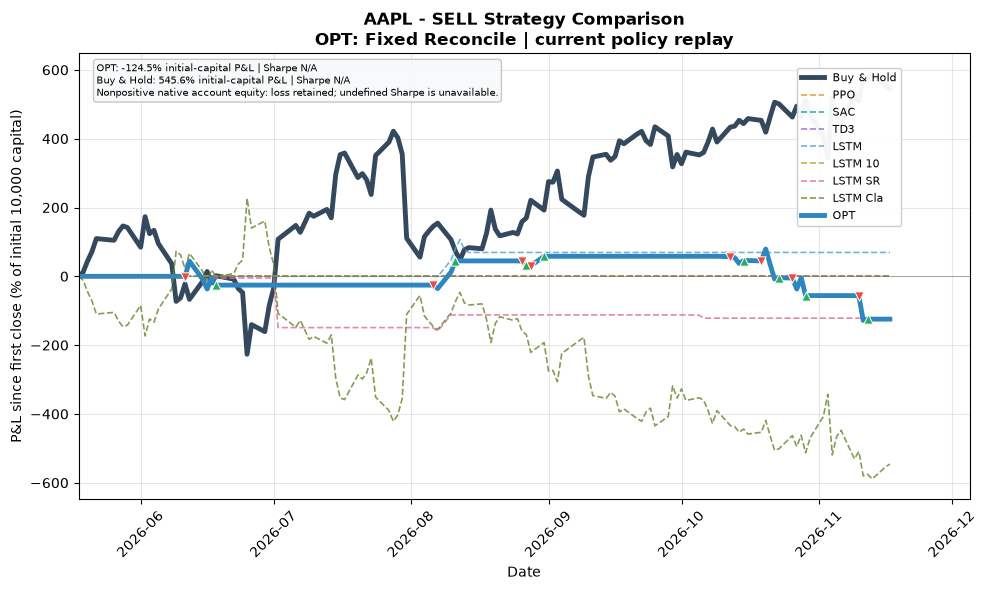 AAPL - SELL Strategy Comparison
OPT: Fixed Reconcile | current policy replay
OPT: -124.5% initial-capital P&L | Sharpe N/A
Buy & Hold: 545.6% initial-capital P&L | Sharpe N/A
Nonpositive native account equity: loss retained; undefined Sharpe is unavailable.
Buy & Hold
PPO
SAC
TD3
LSTM
LSTM 10
LSTM SR
LSTM Cla
OPT
P&L since first close (% of initial 10,000 capital)
600
400
200
0
−200
−400
−600
2026-06
2026-07
2026-08
2026-09
2026-10
2026-11
2026-12
Date